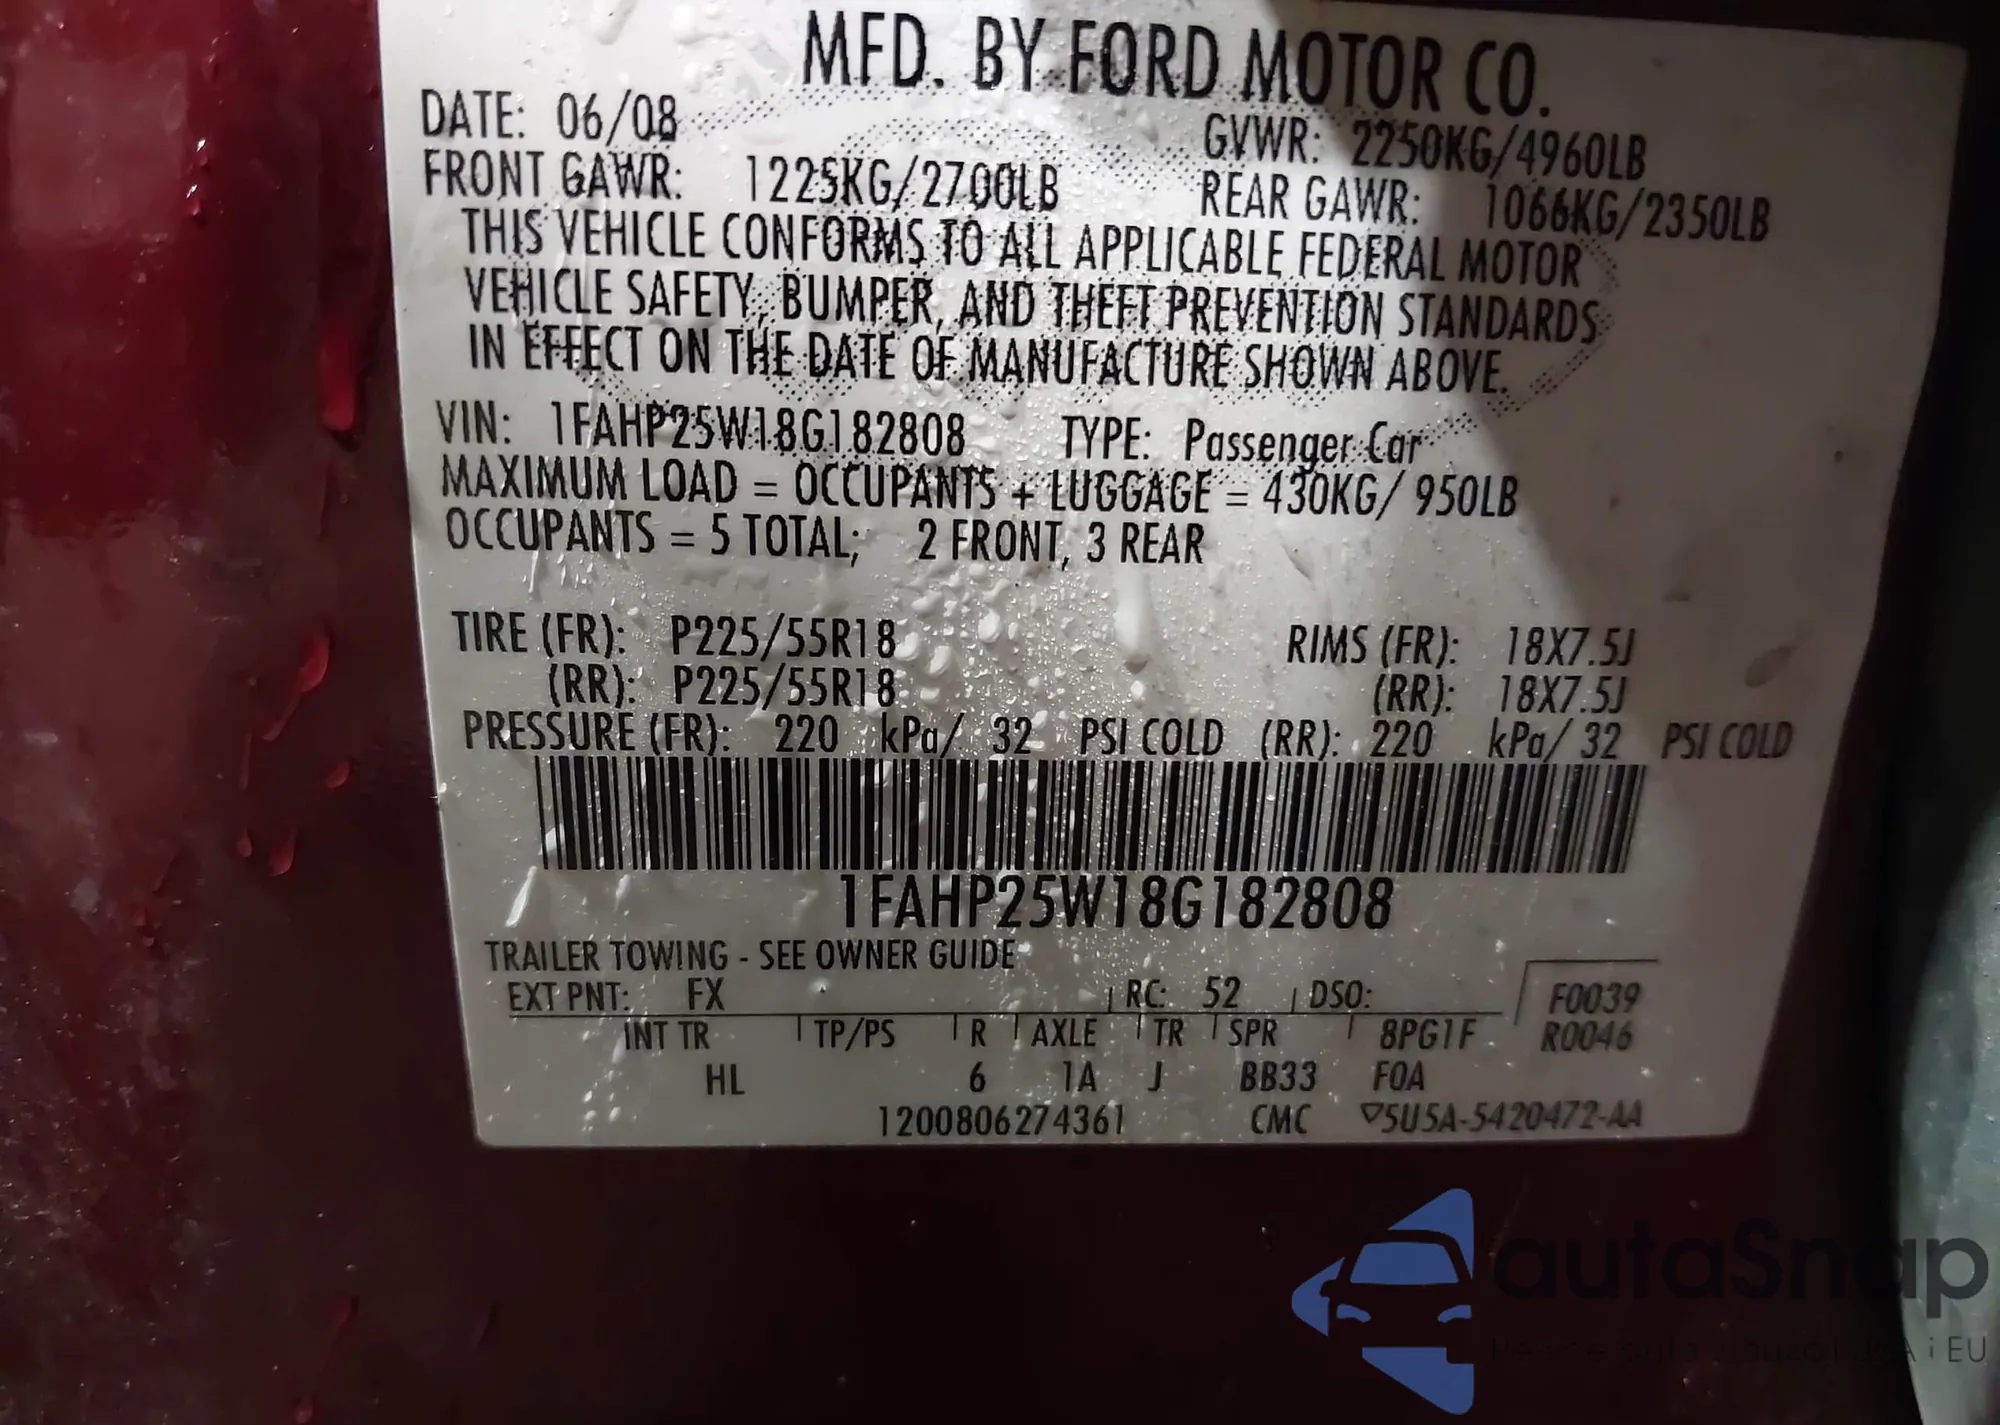 MFD. BY FORD MOTOR CO.
DATE: 06/08 GVWR: 2250KG/4960LB
FRONT GAWR: 1225KG/2700LB REAR GAWR: 1066KG/2350LB
THIS VEHICLE CONFORMS TO ALL APPLICABLE FEDERAL MOTOR
VEHICLE SAFETY, BUMPER, AND THEFT PREVENTION STANDARDS
IN EFFECT ON THE DATE OF MANUFACTURE SHOWN ABOVE.
VIN: 1FAHP25W18G182808 TYPE: Passenger Car
MAXIMUM LOAD = OCCUPANTS + LUGGAGE = 430KG/ 950LB
OCCUPANTS = 5 TOTAL; 2 FRONT, 3 REAR
TIRE (FR): P225/55R18 RIMS (FR): 18X7.5J
(RR): P225/55R18 (RR): 18X7.5J
PRESSURE (FR): 220 kPa/ 32 PSI COLD (RR): 220 kPa/ 32 PSI COLD
1FAHP25W18G182808
TRAILER TOWING - SEE OWNER GUIDE
EXT PNT: FX RC: 52 DSO: F0039
INT TR TP/PS R AXLE TR SPR 8PG1F R0046
HL 6 1A J BB33 F0A
1200806274361 CMC ▽5U5A-5420472-AA
autaSnap
i EU